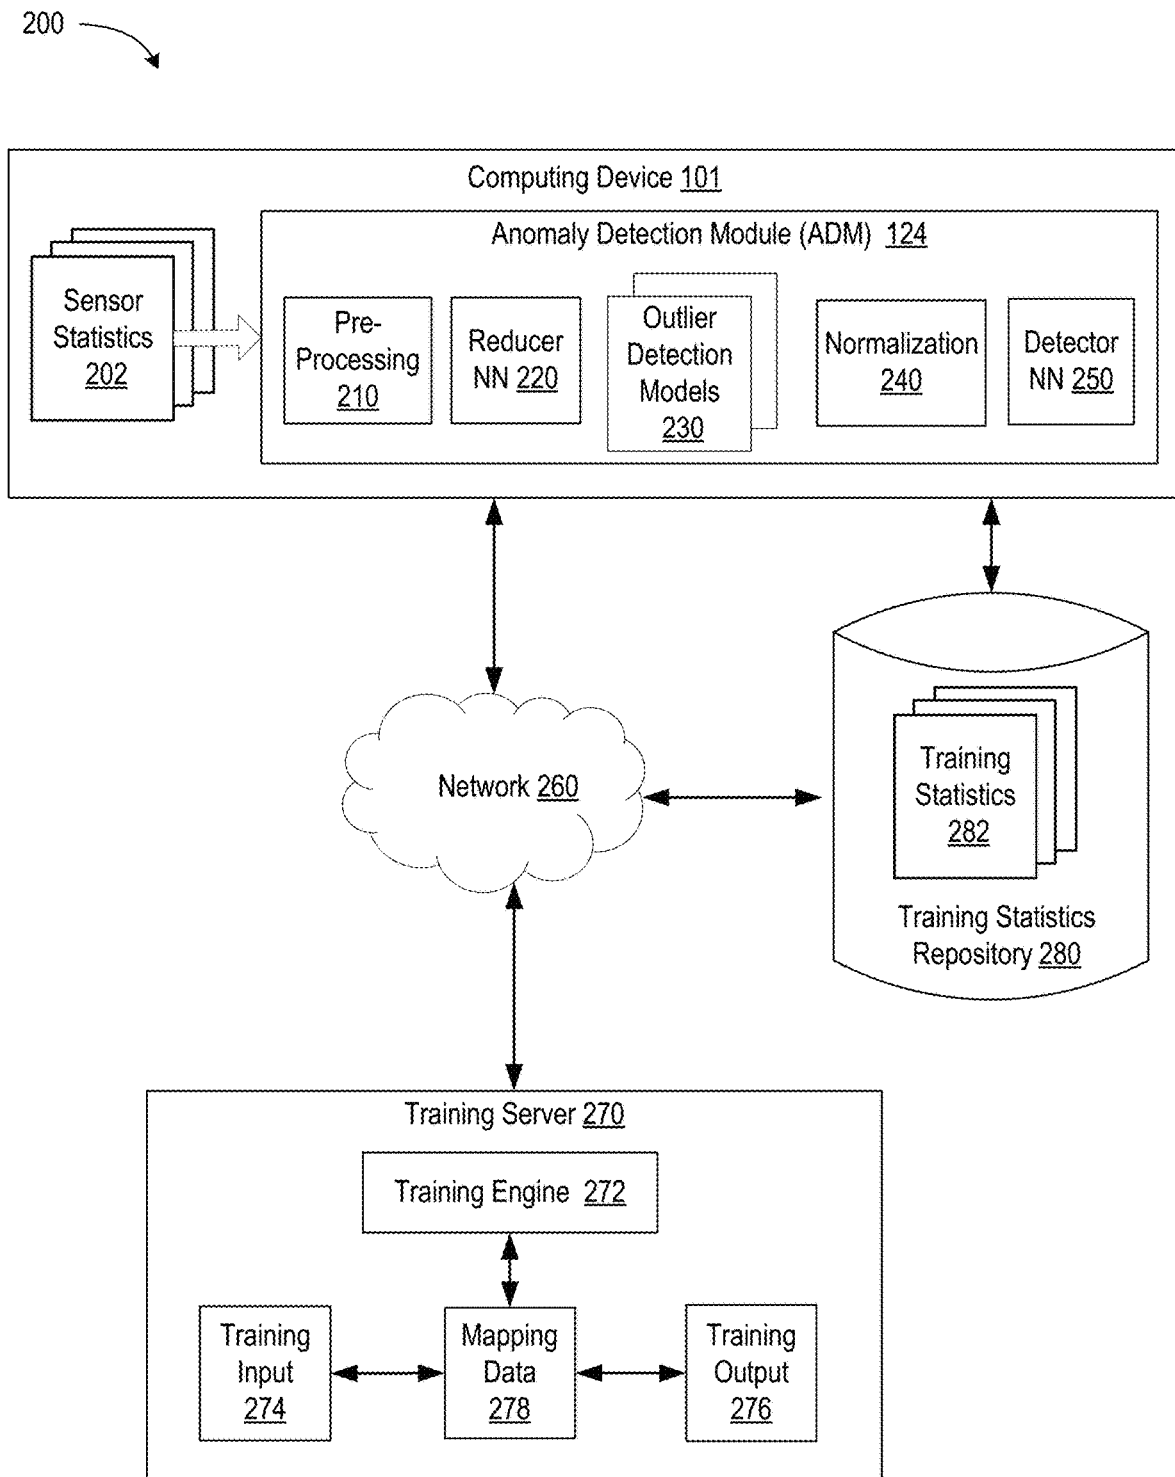 200
Computing Device 101
Anomaly Detection Module (ADM) 124
Sensor
Statistics
202
Pre-
Processing
210
Reducer
NN 220
Outlier
Detection
Models
230
Normalization
240
Detector
NN 250
Network 260
Training
Statistics
282
Training Statistics
Repository 280
Training Server 270
Training Engine 272
Training
Input
274
Mapping
Data
278
Training
Output
276